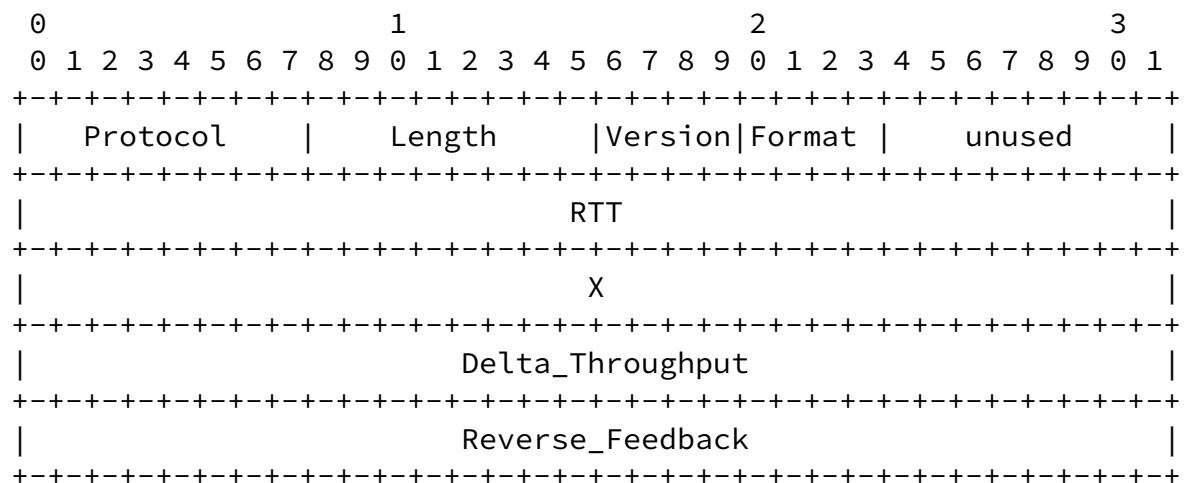 0                   1                   2                   3
 0 1 2 3 4 5 6 7 8 9 0 1 2 3 4 5 6 7 8 9 0 1 2 3 4 5 6 7 8 9 0 1
+-+-+-+-+-+-+-+-+-+-+-+-+-+-+-+-+-+-+-+-+-+-+-+-+-+-+-+-+-+-+-+-+
|   Protocol    |    Length     |Version|Format |    unused     |
+-+-+-+-+-+-+-+-+-+-+-+-+-+-+-+-+-+-+-+-+-+-+-+-+-+-+-+-+-+-+-+-+
|                              RTT                              |
+-+-+-+-+-+-+-+-+-+-+-+-+-+-+-+-+-+-+-+-+-+-+-+-+-+-+-+-+-+-+-+-+
|                               X                               |
+-+-+-+-+-+-+-+-+-+-+-+-+-+-+-+-+-+-+-+-+-+-+-+-+-+-+-+-+-+-+-+-+
|                        Delta_Throughput                       |
+-+-+-+-+-+-+-+-+-+-+-+-+-+-+-+-+-+-+-+-+-+-+-+-+-+-+-+-+-+-+-+-+
|                        Reverse_Feedback                       |
+-+-+-+-+-+-+-+-+-+-+-+-+-+-+-+-+-+-+-+-+-+-+-+-+-+-+-+-+-+-+-+-+